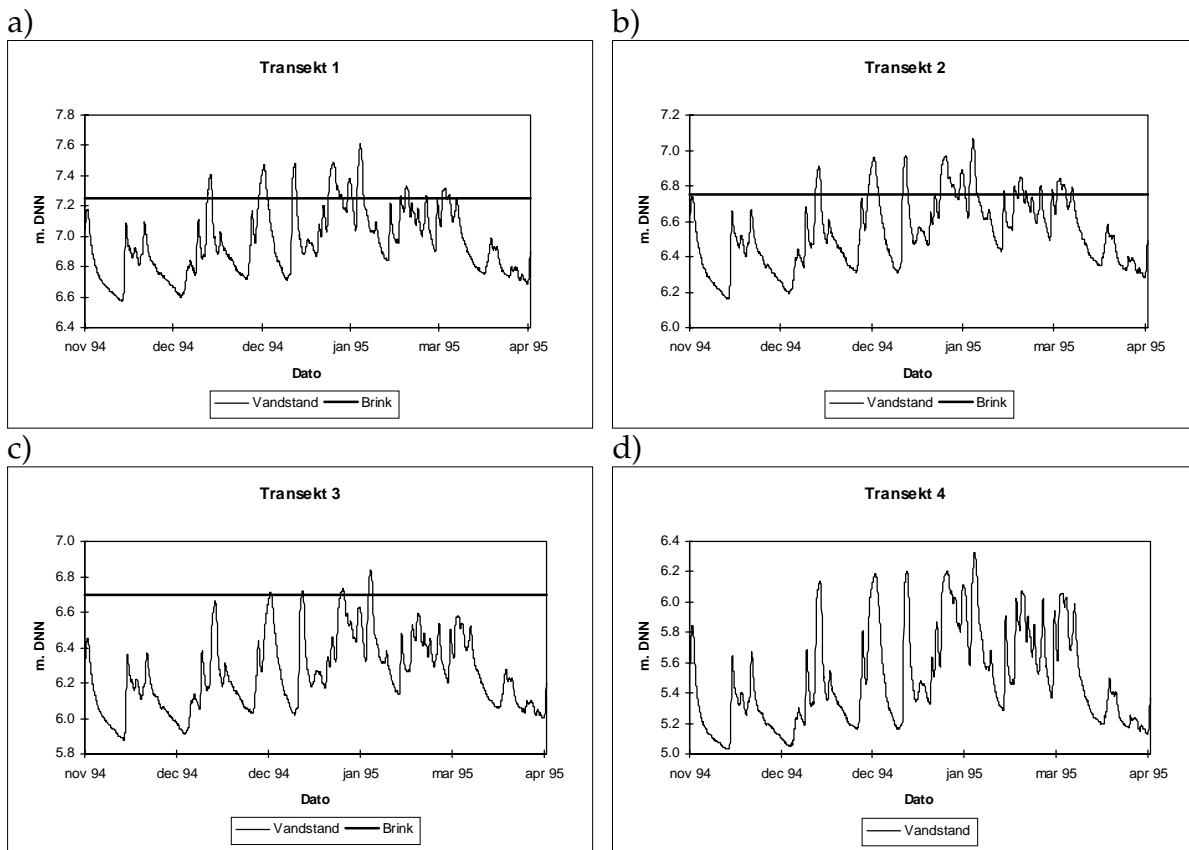 a)
Transekt 1
7.8
7.6
7.4
7.2
7.0
6.8
6.6
6.4
m. DNN
nov 94 dec 94 dec 94 jan 95 mar 95 apr 95
Dato
Vandstand Brink
b)
Transekt 2
7.2
7.0
6.8
6.6
6.4
6.2
6.0
m. DNN
nov 94 dec 94 dec 94 jan 95 mar 95 apr 95
Dato
Vandstand Brink
c)
Transekt 3
7.0
6.8
6.6
6.4
6.2
6.0
5.8
m. DNN
nov 94 dec 94 dec 94 jan 95 mar 95 apr 95
Dato
Vandstand Brink
d)
Transekt 4
6.4
6.2
6.0
5.8
5.6
5.4
5.2
5.0
m. DNN
nov 94 dec 94 dec 94 jan 95 mar 95 apr 95
Dato
Vandstand